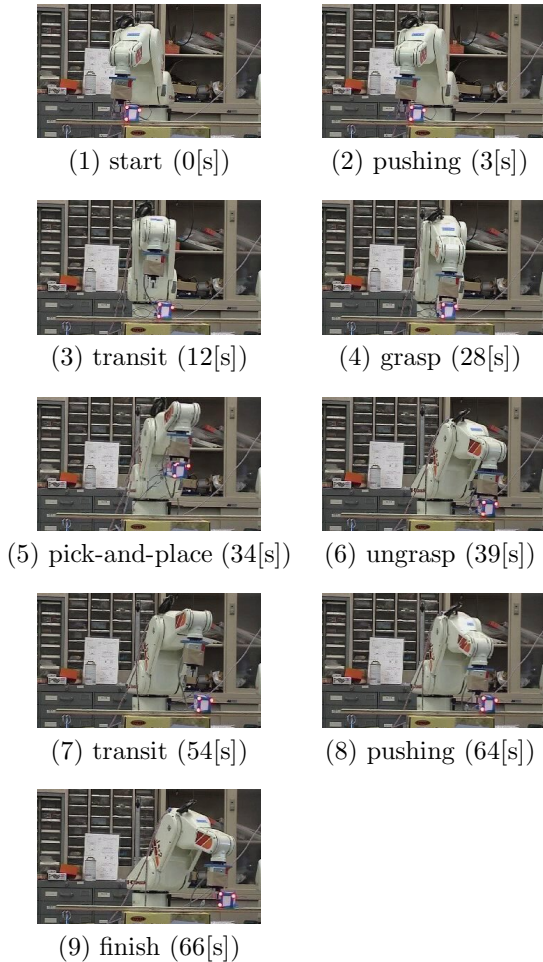 (1) start (0[s])
(2) pushing (3[s])
(3) transit (12[s])
(4) grasp (28[s])
(5) pick-and-place (34[s])
(6) ungrasp (39[s])
(7) transit (54[s])
(8) pushing (64[s])
(9) finish (66[s])